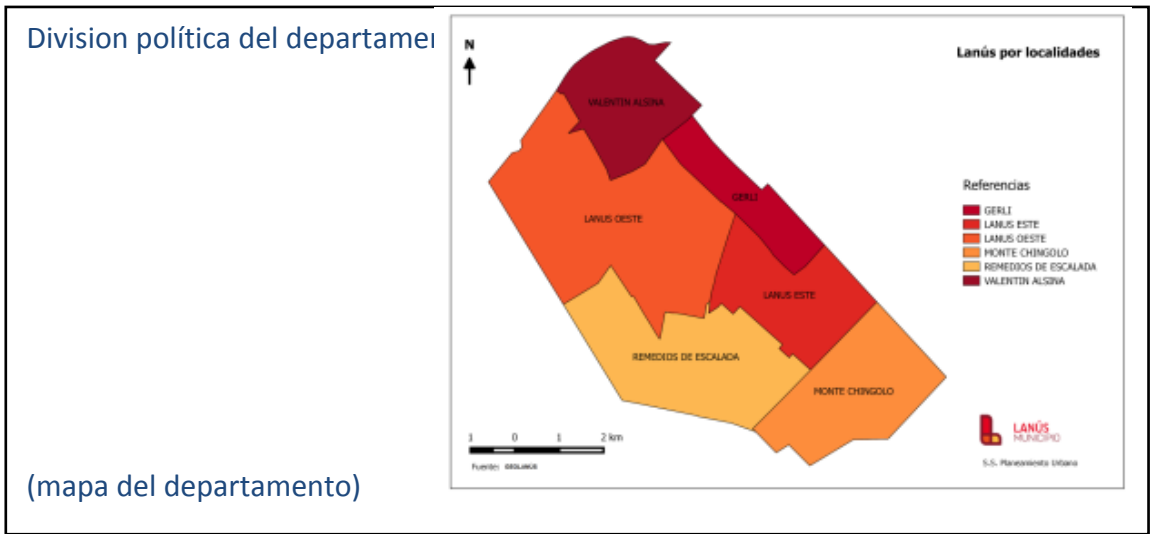 Division política del departamen
N
Lanús por localidades
VALENTIN ALSINA
GERLI
LANUS OESTE
LANUS ESTE
REMEDIOS DE ESCALADA
MONTE CHINGOLO
Referencias
GERLI
LANUS ESTE
LANUS OESTE
MONTE CHINGOLO
REMEDIOS DE ESCALADA
VALENTIN ALSINA
1 0 1 2 km
Fuente: GEOLANUS
LANÚS
MUNICIPIO
S.S. Planeamiento Urbano
(mapa del departamento)